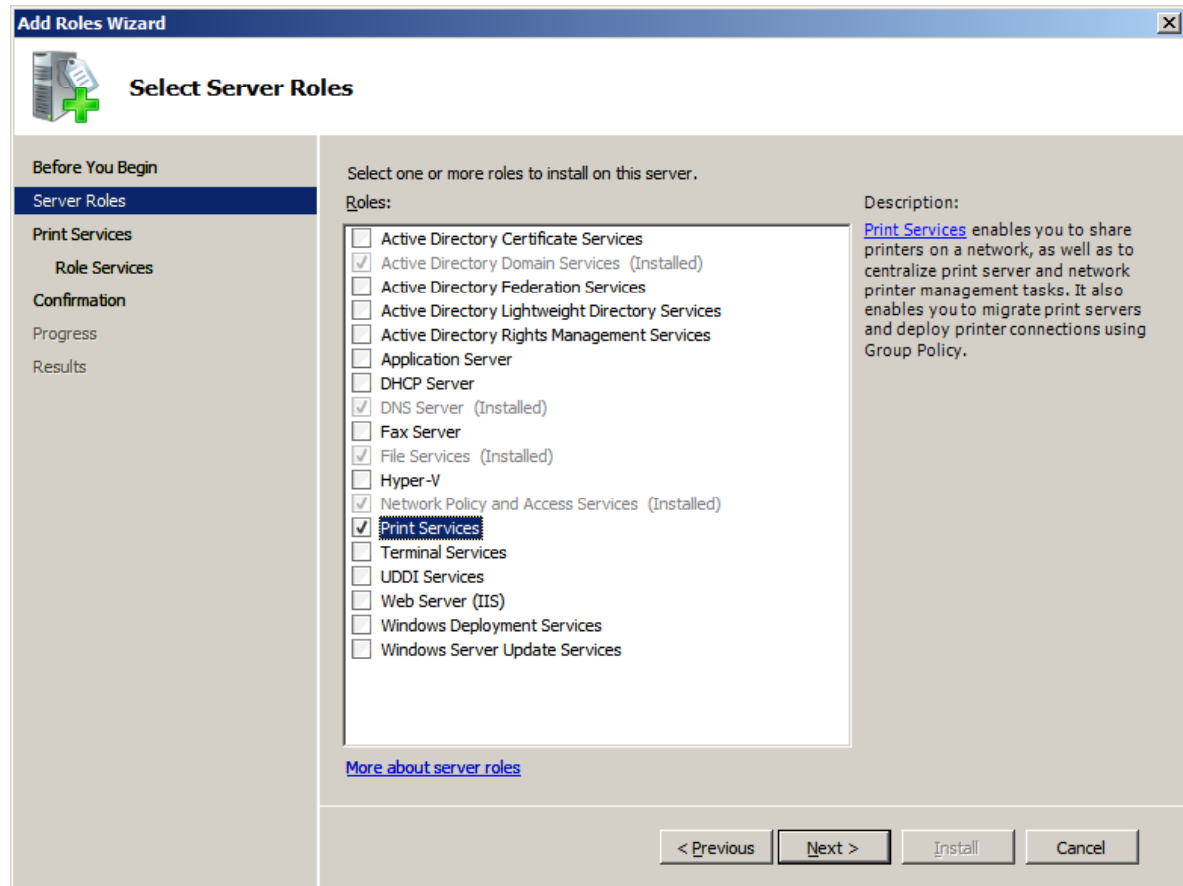 Add Roles Wizard
Select Server Roles
Before You Begin
Server Roles
Print Services
Role Services
Confirmation
Progress
Results
Select one or more roles to install on this server.
Roles:
Active Directory Certificate Services
Active Directory Domain Services (Installed)
Active Directory Federation Services
Active Directory Lightweight Directory Services
Active Directory Rights Management Services
Application Server
DHCP Server
DNS Server (Installed)
Fax Server
File Services (Installed)
Hyper-V
Network Policy and Access Services (Installed)
Print Services
Terminal Services
UDDI Services
Web Server (IIS)
Windows Deployment Services
Windows Server Update Services
More about server roles
Description:
Print Services enables you to share
printers on a network, as well as to
centralize print server and network
printer management tasks. It also
enables you to migrate print servers
and deploy printer connections using
Group Policy.
< Previous
Next >
Install
Cancel